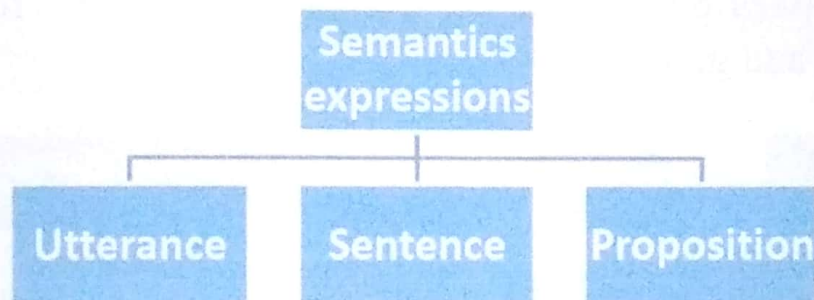 Semantics
expressions
Utterance
Sentence
Proposition